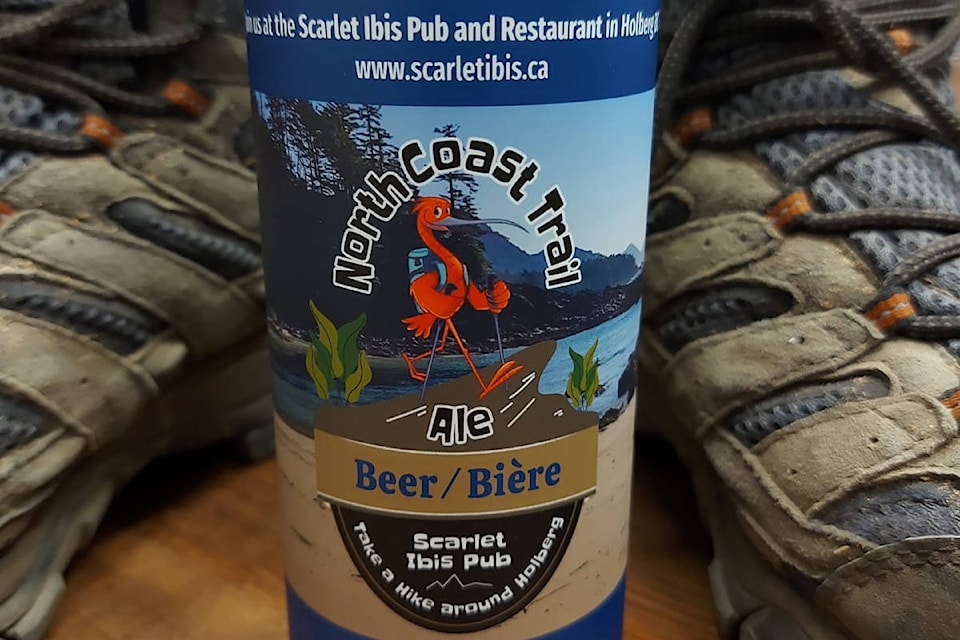 us at the Scarlet Ibis Pub and Restaurant in Holberg
www.scarletibis.ca
North Coast Trail
Ale
Beer / Bière
Scarlet
Ibis Pub
Take a Hike around Holberg